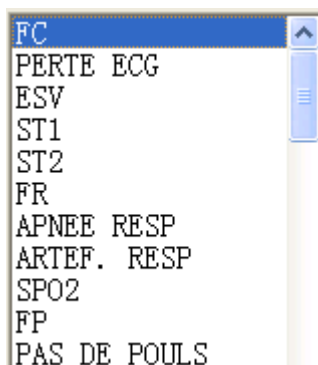 FC
PERTE ECG
ESV
ST1
ST2
FR
APNEE RESP
ARTEF. RESP
SPO2
FP
PAS DE POULS